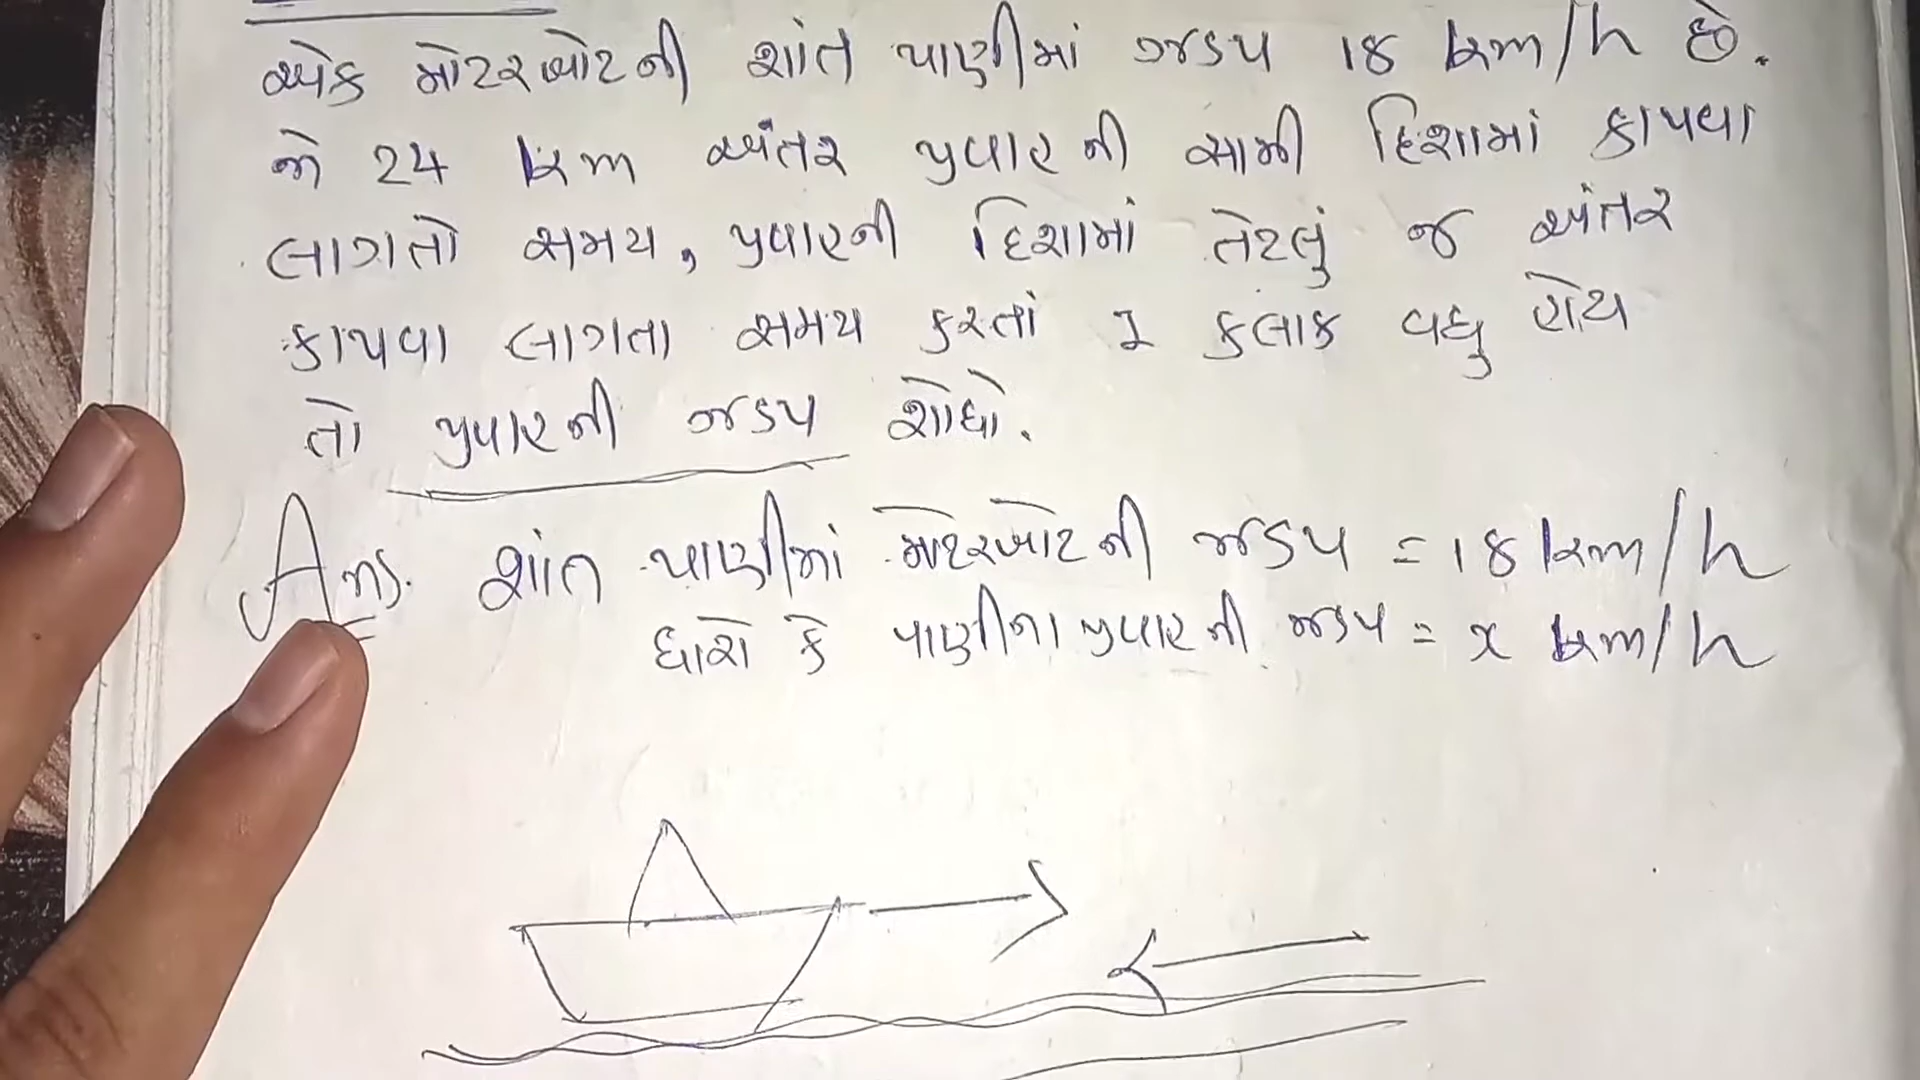 એક મોટરબોટની શાંત પાણીમાં ઝડપ 18 km/h છે.
જો 24 km અંતર પ્રવાહની સામી દિશામાં કાપવા
લાગતો સમય, પ્રવાહની દિશામાં તેટલું જ અંતર
કાપવા લાગતા સમય કરતાં 1 કલાક વધુ હોય
તો પ્રવાહની ઝડપ શોધો.
Ans. શાંત પાણીમાં મોટરબોટની ઝડપ = 18 km/h
ધારો કે પાણીના પ્રવાહની ઝડપ = x km/h